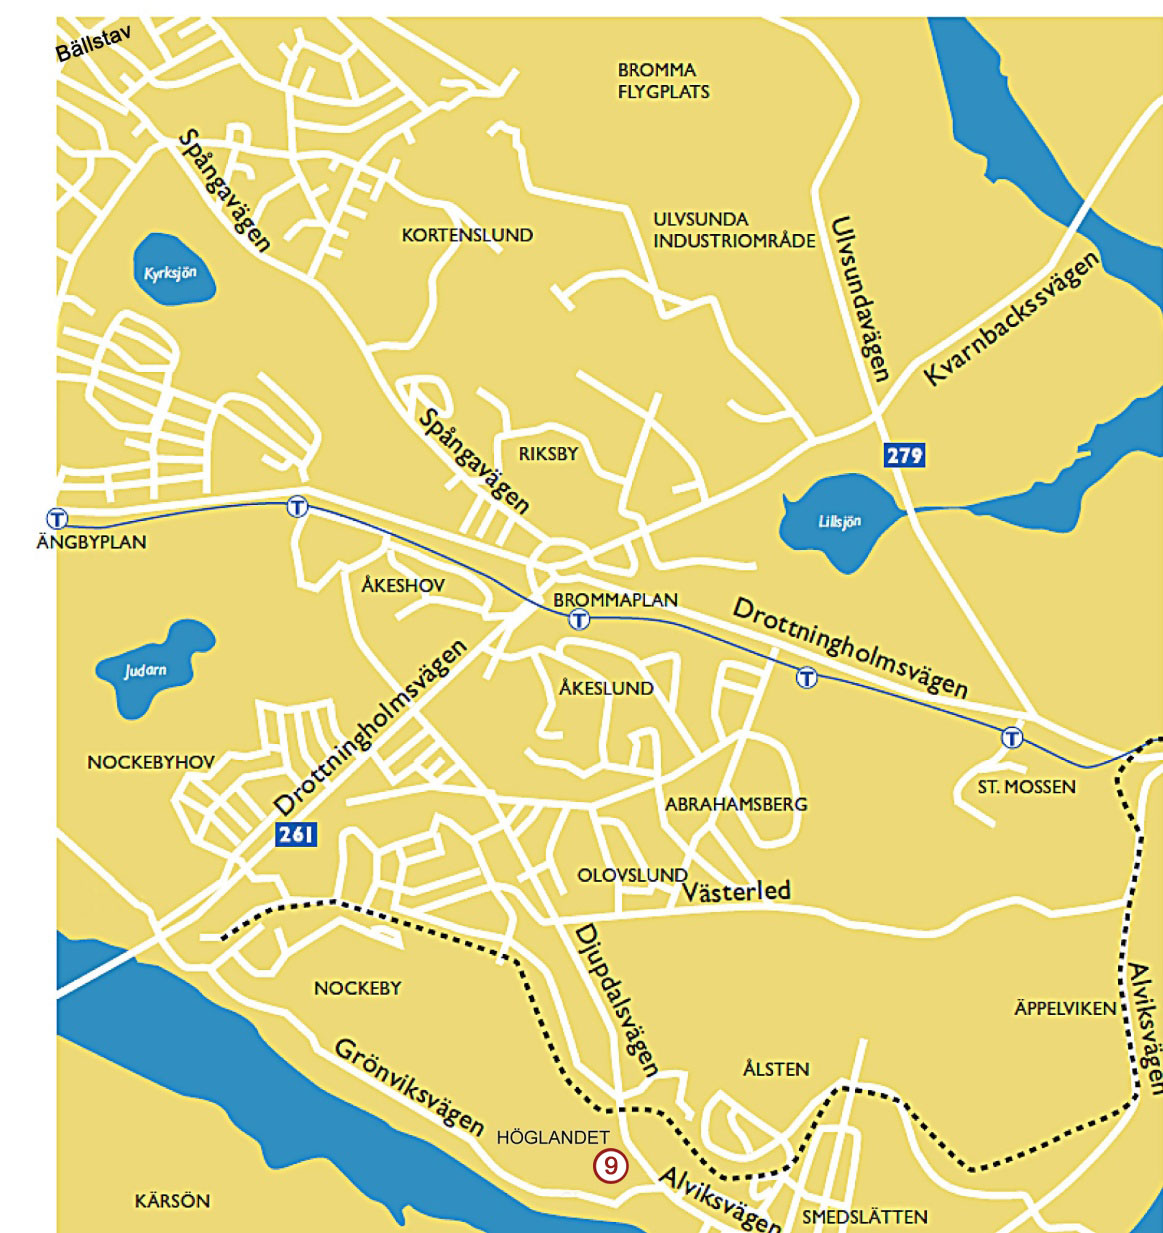 Bällstav
BROMMA
FLYGPLATS
Spångavägen
KORTENSLUND
ULVSUNDA
INDUSTRIOMRÅDE
Ulvsundavägen
Kvarnbackssvägen
Kyrksjön
Spångavägen
RIKSBY
279
Lillsjön
T
T
ÄNGBYPLAN
ÅKESHOV
BROMMAPLAN
T
Drottningholmsvägen
Judarn
Drottningholmsvägen
ÅKESLUND
T
T
NOCKEBYHOV
ST. MOSSEN
ABRAHAMSBERG
261
OLOVSLUND
Västerled
Djupdalsvägen
NOCKEBY
ÄPPELVIKEN
Alviksvägen
Grönviksvägen
ÅLSTEN
HÖGLANDET
9
Alviksvägen
KÄRSÖN
SMEDSLÄTTEN